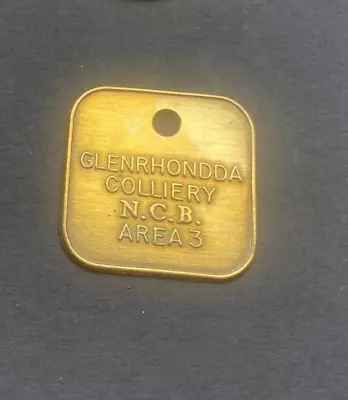 GLENRHONDDA
COLLIERY
N.C.B.
AREA 3